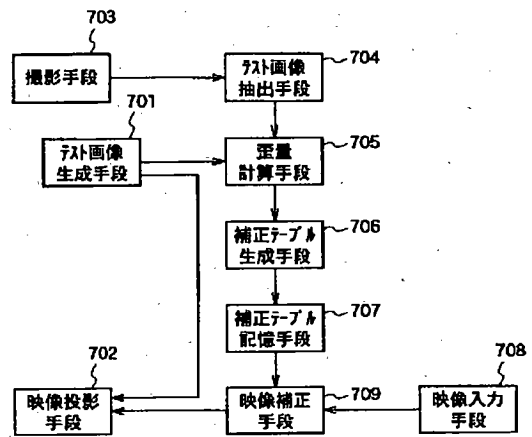 703
撮影手段
704
テスト画像
抽出手段
701
テスト画像
生成手段
705
歪量
計算手段
706
補正テーブル
生成手段
707
補正テーブル
記憶手段
702
映像投影
手段
709
映像補正
手段
708
映像入力
手段